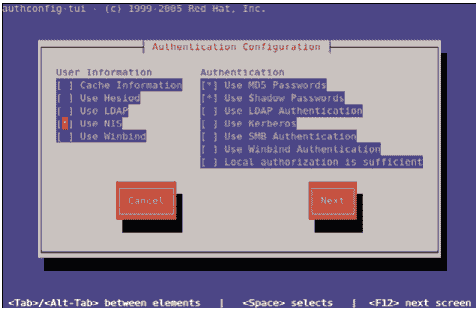 authconfig-tui - (c) 1999-2005 Red Hat, Inc.
Authentication Configuration
User Information
[ ] Cache Information
[ ] Use Hesiod
[ ] Use LDAP
[*] Use NIS
[ ] Use Winbind
Authentication
[*] Use MD5 Passwords
[*] Use Shadow Passwords
[ ] Use LDAP Authentication
[ ] Use Kerberos
[ ] Use SMB Authentication
[ ] Use Winbind Authentication
[ ] Local authorization is sufficient
Cancel
Next
<Tab>/<Alt-Tab> between elements | <Space> selects | <F12> next screen